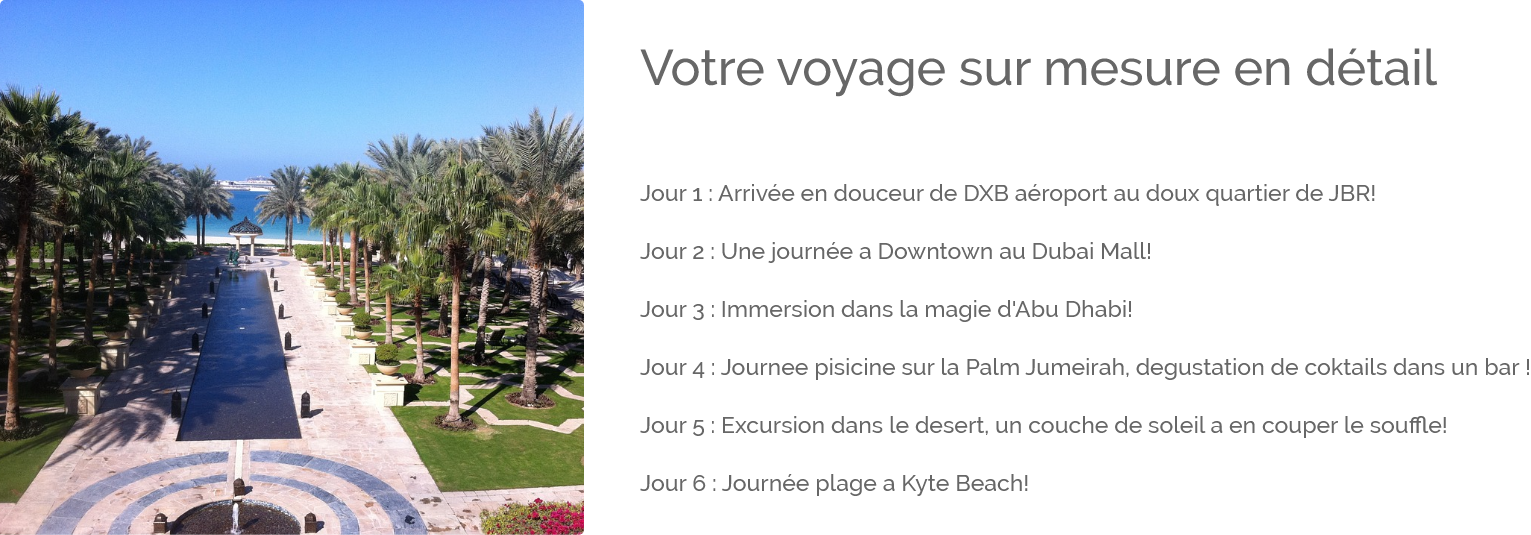 Votre voyage sur mesure en détail
Jour 1 : Arrivée en douceur de DXB aéroport au doux quartier de JBR!
Jour 2 : Une journée a Downtown au Dubai Mall!
Jour 3 : Immersion dans la magie d'Abu Dhabi!
Jour 4 : Journee pisicine sur la Palm Jumeirah, degustation de coktails dans un bar !
Jour 5 : Excursion dans le desert, un couche de soleil a en couper le souffle!
Jour 6 : Journée plage a Kyte Beach!